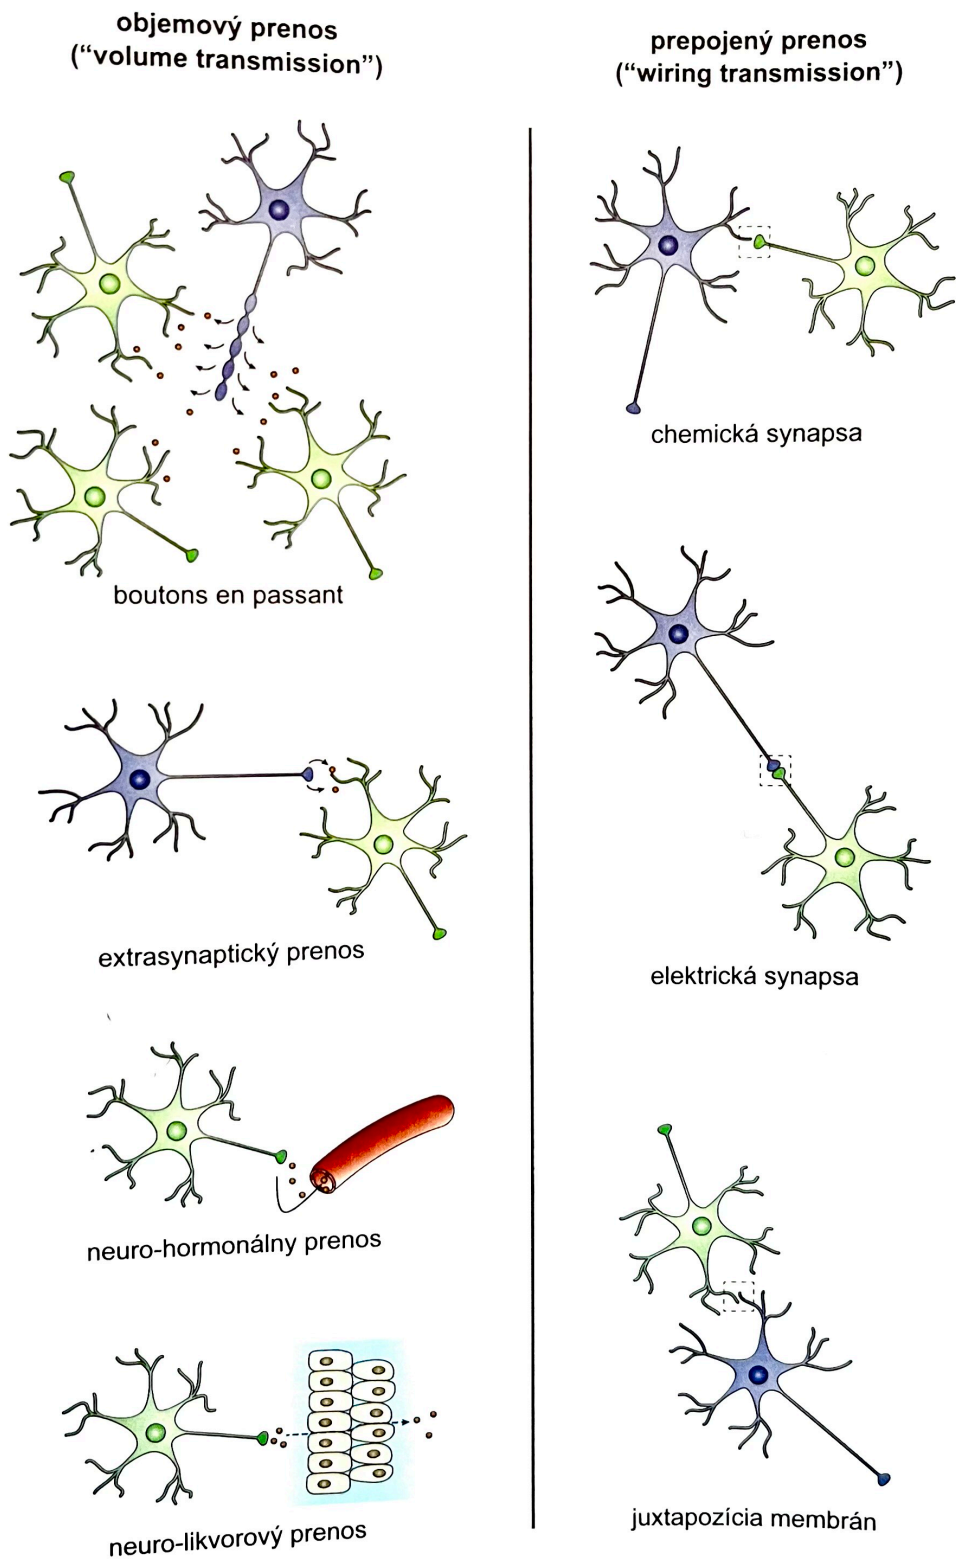 objemový prenos
(“volume transmission”)
boutons en passant
extrasynaptický prenos
neuro-hormonálny prenos
neuro-likvorový prenos
prepojený prenos
(“wiring transmission”)
chemická synapsa
elektrická synapsa
juxtapozícia membrán